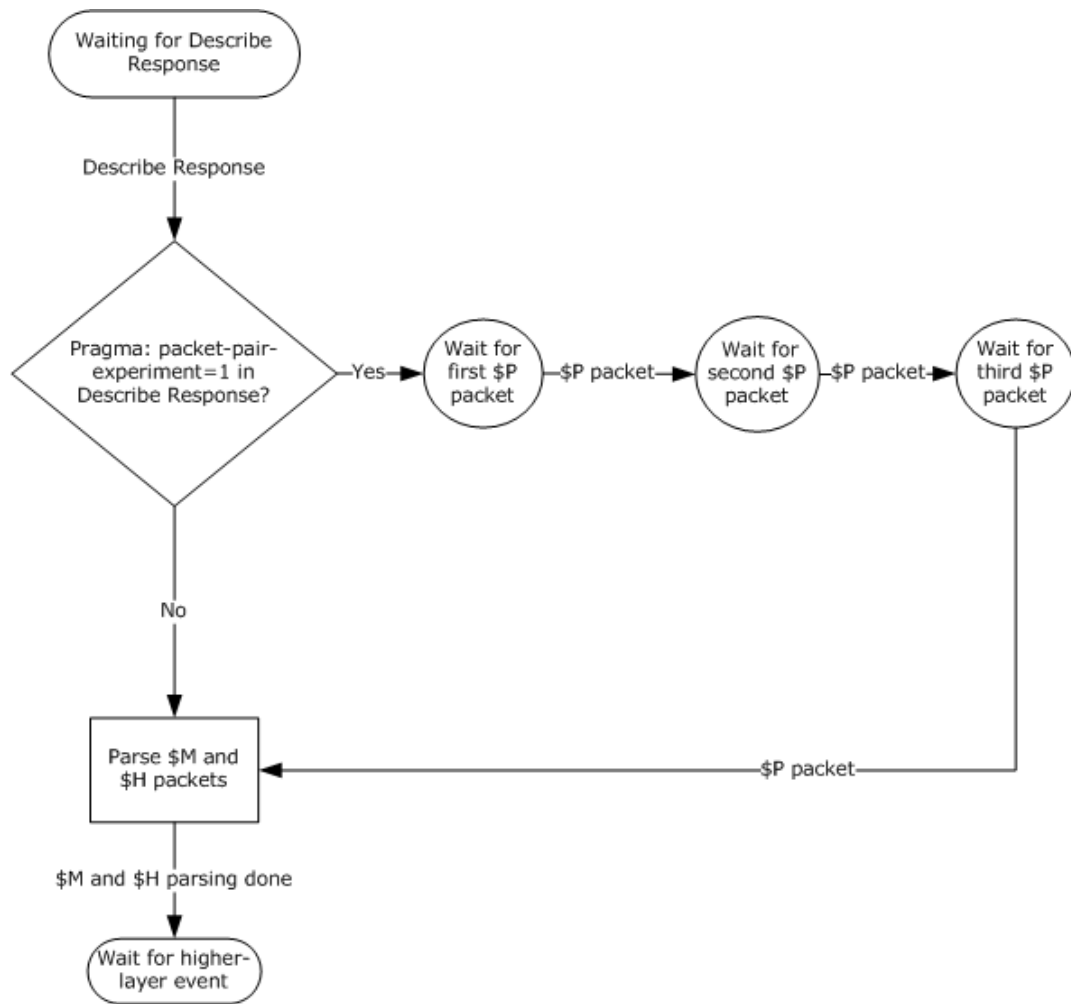 Waiting for Describe
Response
Describe Response
Pragma: packet-pair-
experiment=1 in
Describe Response?
Yes
Wait for
first $P
packet
$P packet
Wait for
second $P
packet
$P packet
Wait for
third $P
packet
No
Parse $M and
$H packets
$P packet
$M and $H parsing done
Wait for higher-
layer event